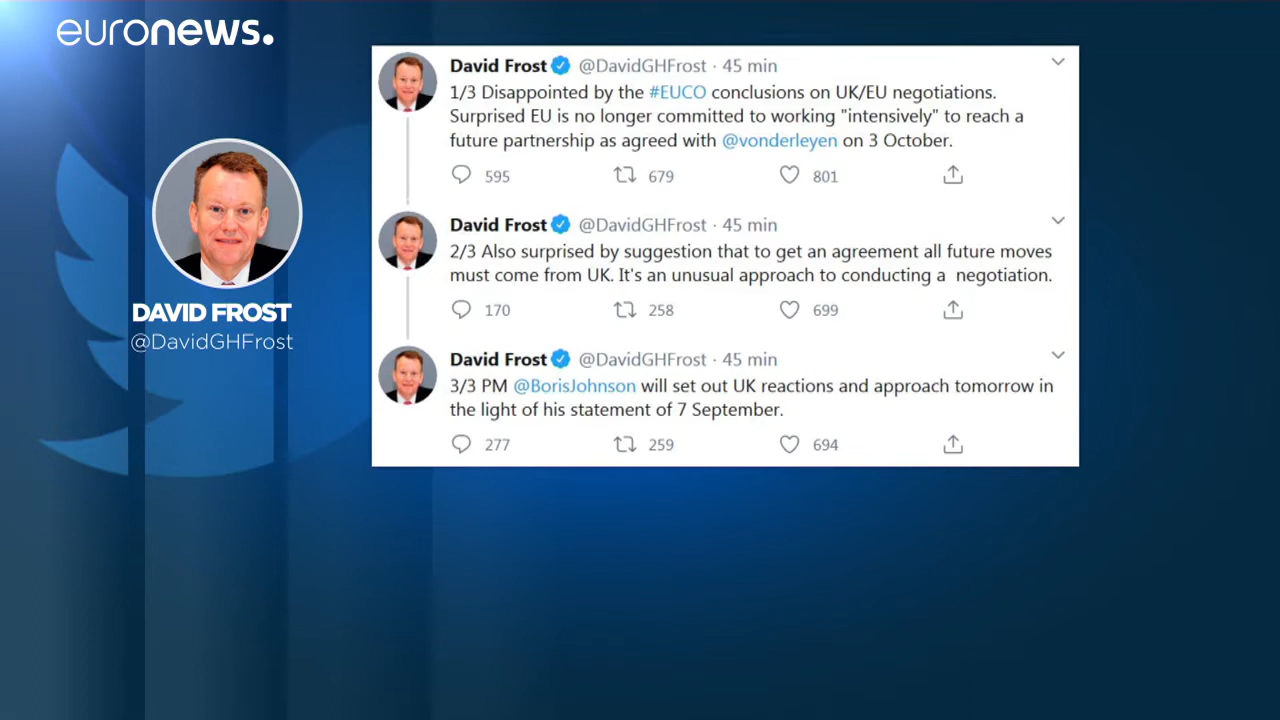 euronews.
DAVID FROST
@DavidGHFrost
David Frost @DavidGHFrost · 45 min
1/3 Disappointed by the #EUCO conclusions on UK/EU negotiations.
Surprised EU is no longer committed to working "intensively" to reach a
future partnership as agreed with @vonderleyen on 3 October.
595 679 801
David Frost @DavidGHFrost · 45 min
2/3 Also surprised by suggestion that to get an agreement all future moves
must come from UK. It's an unusual approach to conducting a  negotiation.
170 258 699
David Frost @DavidGHFrost · 45 min
3/3 PM @BorisJohnson will set out UK reactions and approach tomorrow in
the light of his statement of 7 September.
277 259 694